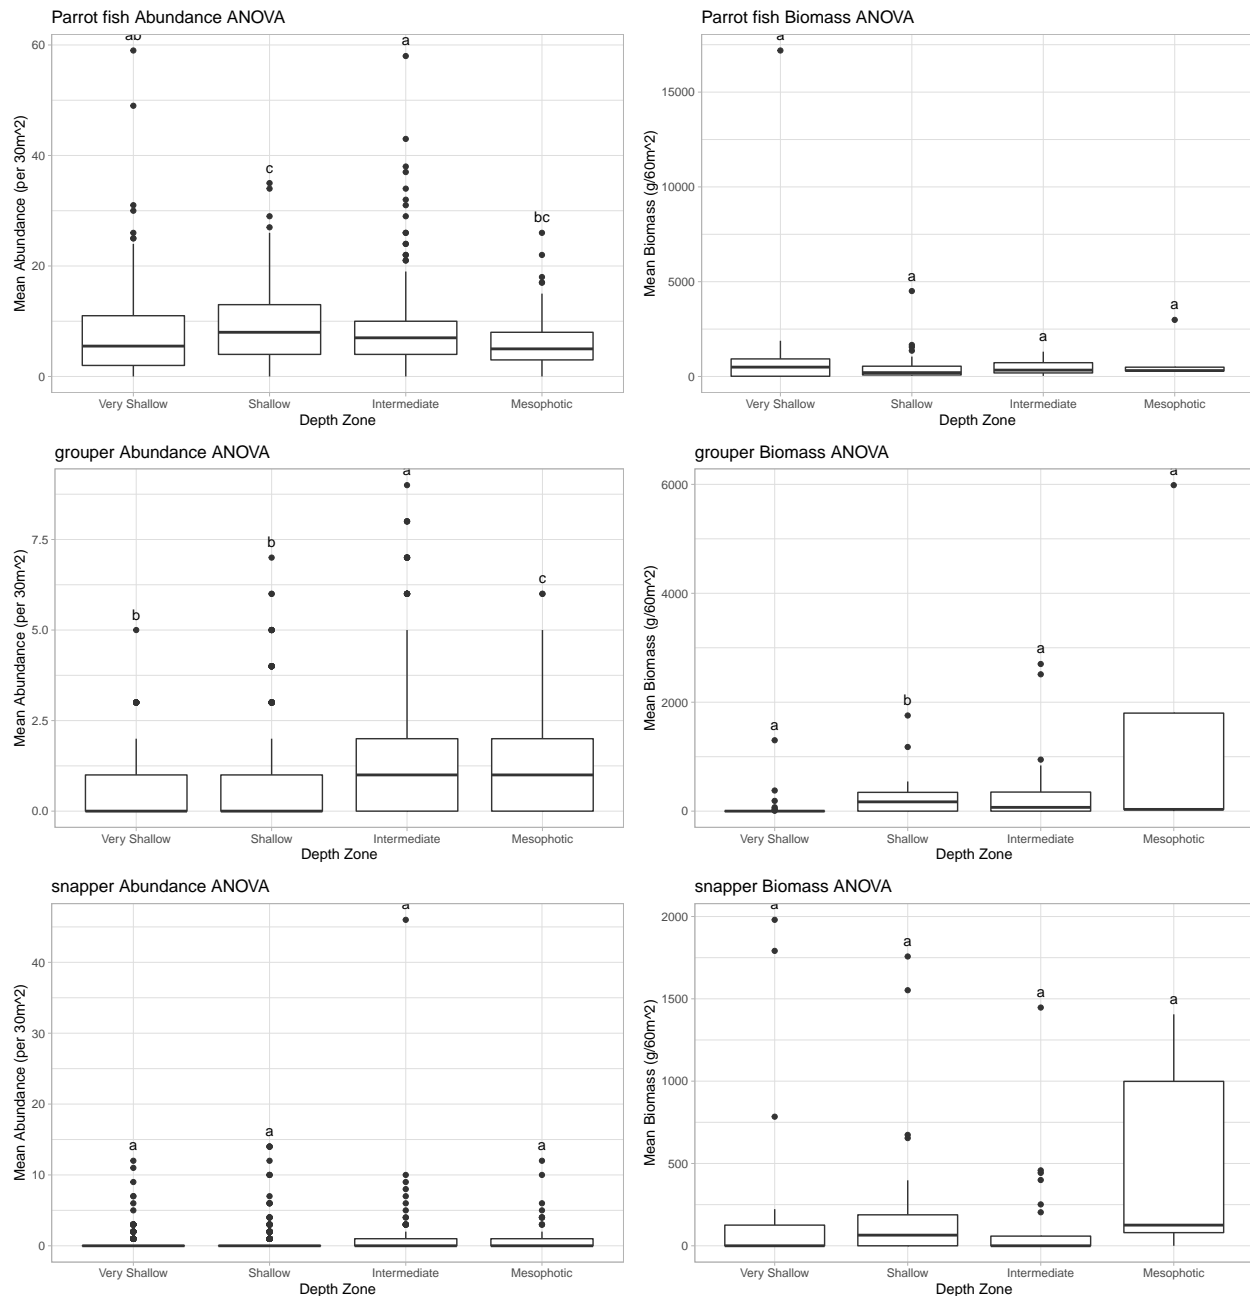 Parrot fish Abundance ANOVA
Mean Abundance (per 30m^2)
60
40
20
0
ab
c
a
bc
Very Shallow
Shallow
Intermediate
Mesophotic
Depth Zone
Parrot fish Biomass ANOVA
Mean Biomass (g/60m^2)
15000
10000
5000
0
a
a
a
a
Very Shallow
Shallow
Intermediate
Mesophotic
Depth Zone
grouper Abundance ANOVA
Mean Abundance (per 30m^2)
7.5
5.0
2.5
0.0
b
b
a
c
Very Shallow
Shallow
Intermediate
Mesophotic
Depth Zone
grouper Biomass ANOVA
Mean Biomass (g/60m^2)
6000
4000
2000
0
a
b
a
a
Very Shallow
Shallow
Intermediate
Mesophotic
Depth Zone
snapper Abundance ANOVA
Mean Abundance (per 30m^2)
40
30
20
10
0
a
a
a
a
Very Shallow
Shallow
Intermediate
Mesophotic
Depth Zone
snapper Biomass ANOVA
Mean Biomass (g/60m^2)
2000
1500
1000
500
0
a
a
a
a
Very Shallow
Shallow
Intermediate
Mesophotic
Depth Zone